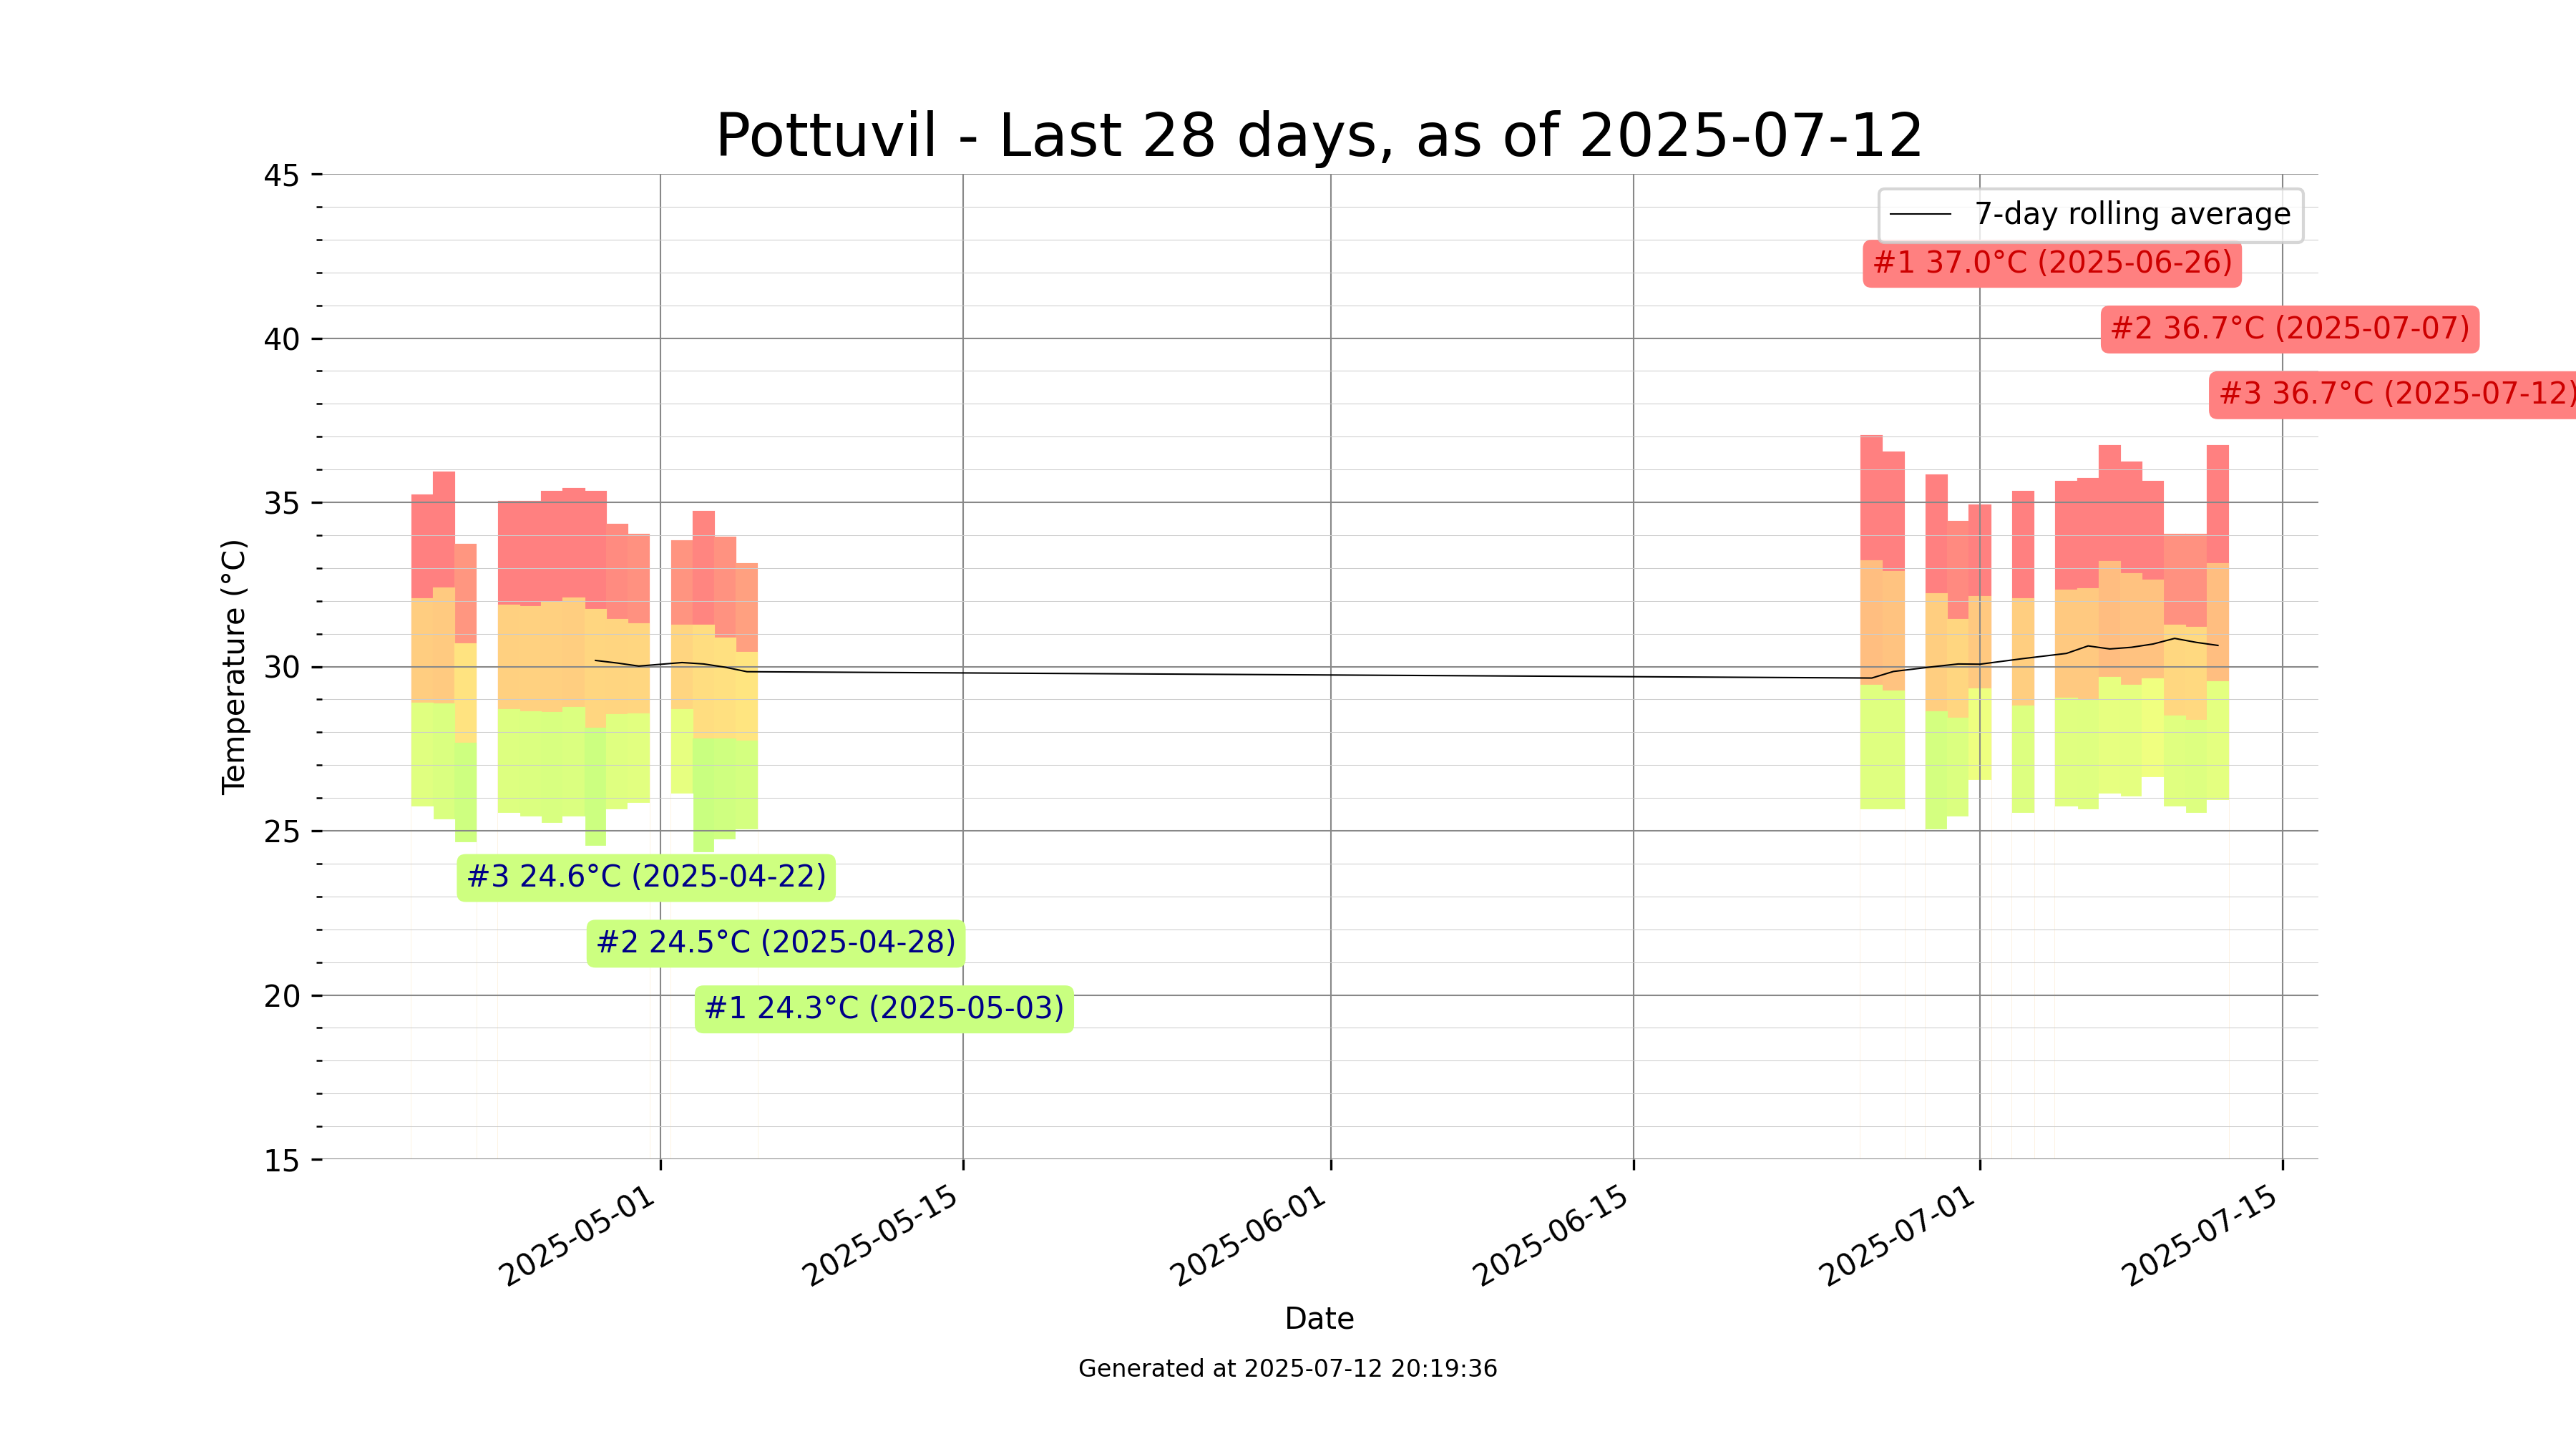 Pottuvil - Last 28 days, as of 2025-07-12
45
40
35
30
25
20
15
Temperature (°C)
7-day rolling average
#1 37.0°C (2025-06-26)
#2 36.7°C (2025-07-07)
#3 36.7°C (2025-07-12)
#3 24.6°C (2025-04-22)
#2 24.5°C (2025-04-28)
#1 24.3°C (2025-05-03)
2025-05-01
2025-05-15
2025-06-01
2025-06-15
2025-07-01
2025-07-15
Date
Generated at 2025-07-12 20:19:36